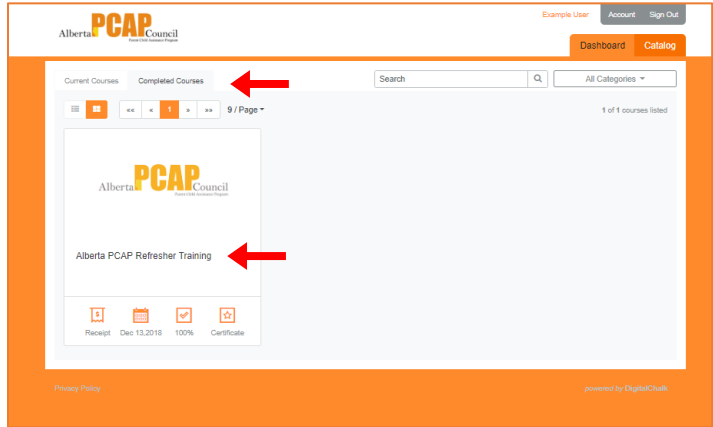 Alberta PCAP Council
Parent Child Assistance Program
Example User Account Sign Out
Dashboard Catalog
Current Courses Completed Courses
Search All Categories
«« « 1 » »» 9 / Page
1 of 1 courses listed
Alberta PCAP Council
Parent Child Assistance Program
Alberta PCAP Refresher Training
$
Receipt Dec 13,2018 100% Certificate
Privacy Policy powered by DigitalChalk